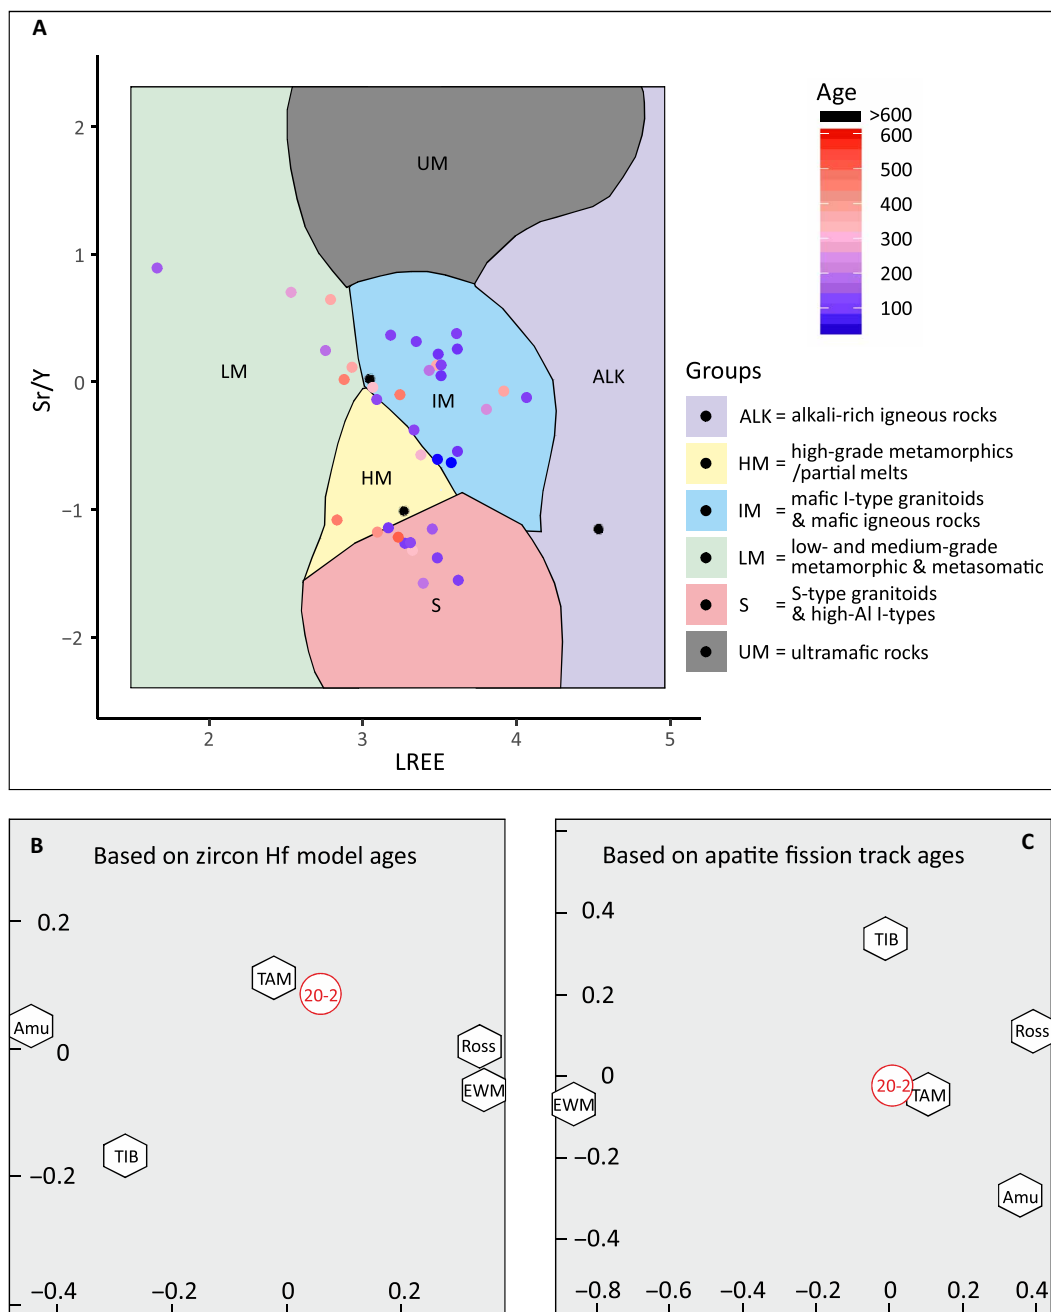 A
Age
>600
600
500
400
300
200
100
2
1
0
−1
−2
Sr/Y
UM
LM
IM
ALK
HM
S
2
3
4
5
LREE
Groups
ALK = alkali-rich igneous rocks
HM = high-grade metamorphics
/partial melts
IM = mafic I-type granitoids
& mafic igneous rocks
LM = low- and medium-grade
metamorphic & metasomatic
S = S-type granitoids
& high-Al I-types
UM = ultramafic rocks
B
Based on zircon Hf model ages
0.2
0
−0.2
TAM
20-2
Amu
Ross
EWM
TIB
−0.4
−0.2
0
0.2
C
Based on apatite fission track ages
0.4
0.2
0
−0.2
−0.4
TIB
Ross
20-2
TAM
EWM
Amu
−0.8
−0.6
−0.4
−0.2
0
0.2
0.4